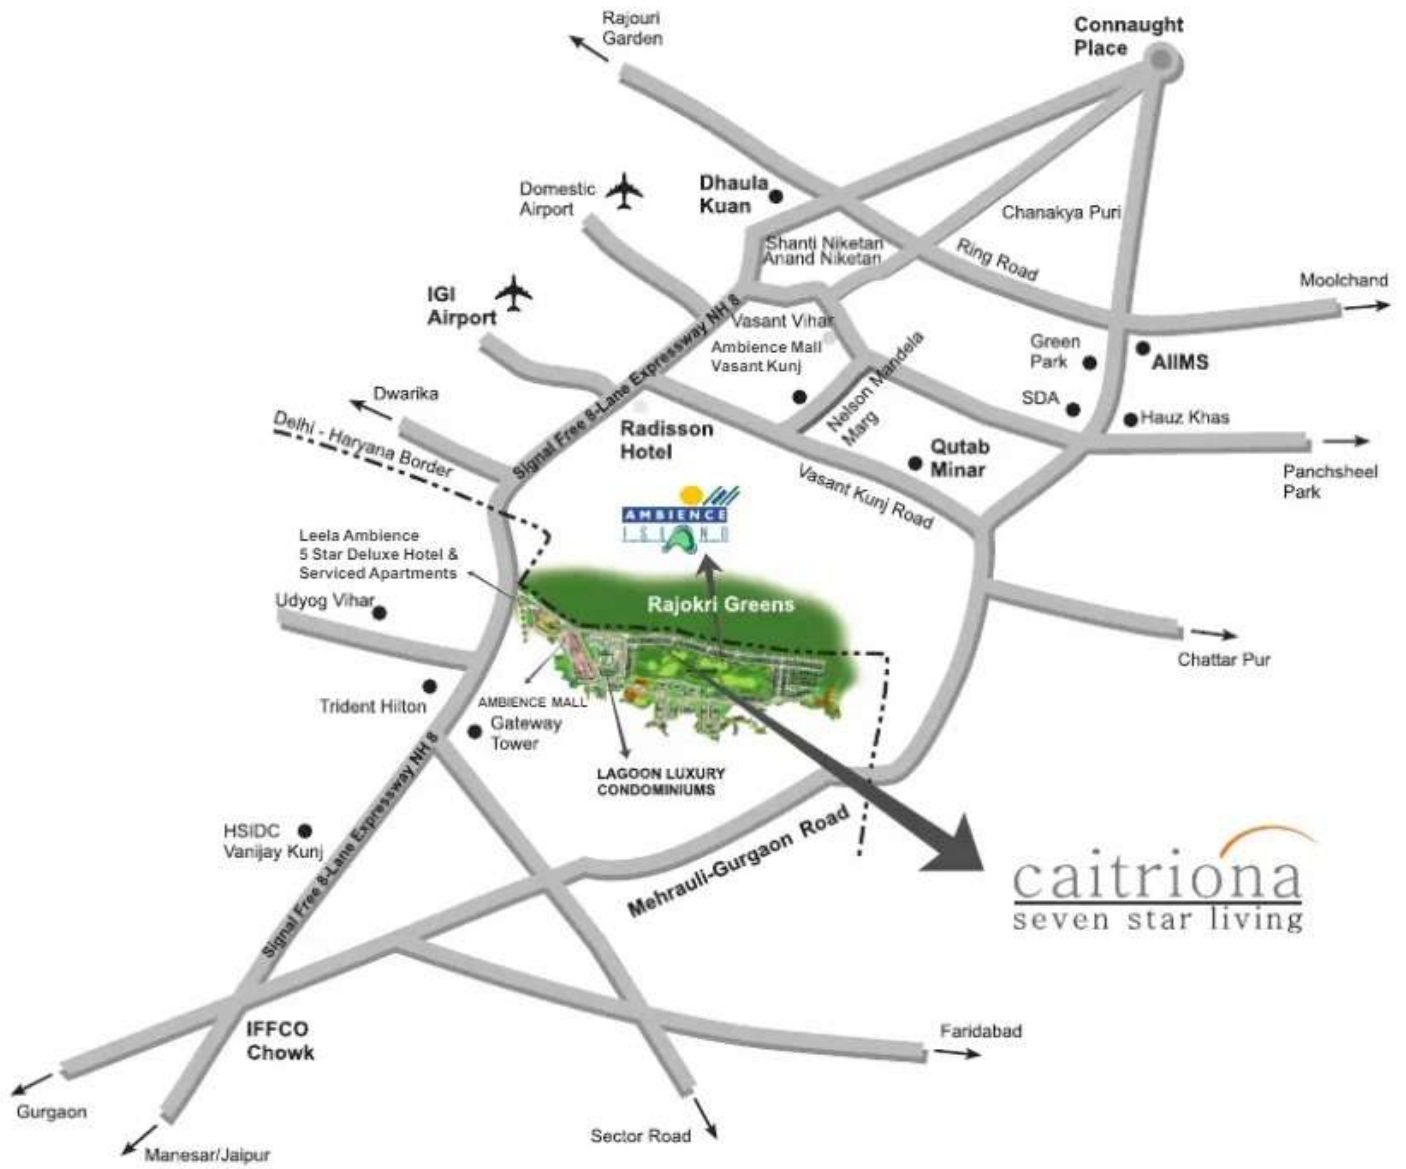 Rajouri
Garden
Connaught
Place
Domestic
Airport
Dhaula
Kuan
Chanakya Puri
Shanti Niketan
Anand Niketan
Ring Road
Moolchand
IGI
Airport
Vasant Vihar
Ambience Mall
Vasant Kunj
Green
Park
AIIMS
Nelson Mandela
Marg
SDA
Hauz Khas
Dwarika
Delhi - Haryana Border
Signal Free 8-Lane Expressway NH 8
Radisson
Hotel
Qutab
Minar
Panchsheel
Park
Vasant Kunj Road
AMBIENCE
ISLAND
Leela Ambience
5 Star Deluxe Hotel &
Serviced Apartments
Udyog Vihar
Rajokri Greens
Chattar Pur
Trident Hilton
AMBIENCE MALL
Gateway
Tower
LAGOON LUXURY
CONDOMINIUMS
HSIDC
Vanijay Kunj
Signal Free 8-Lane Expressway NH 8
Mehrauli-Gurgaon Road
caitriona
seven star living
IFFCO
Chowk
Faridabad
Gurgaon
Sector Road
Manesar/Jaipur